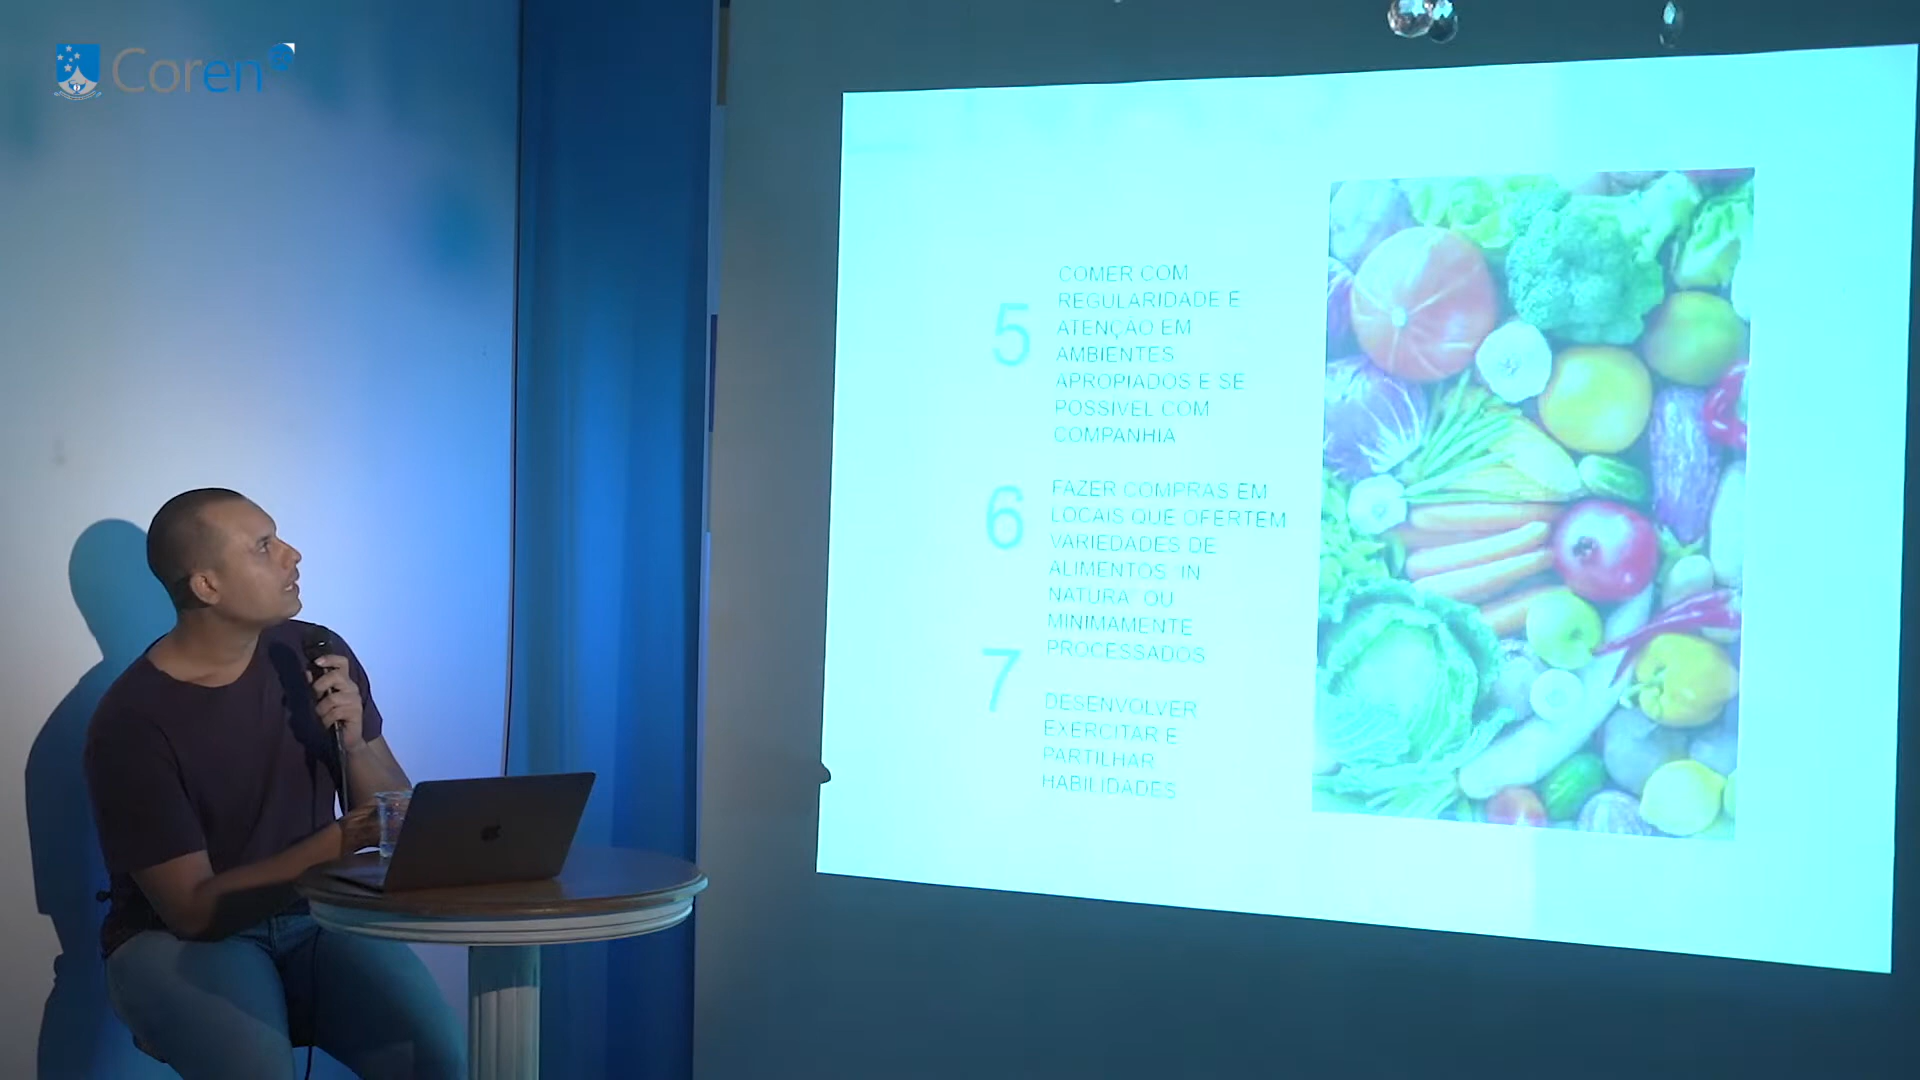 Coren
5
COMER COM
REGULARIDADE E
ATENÇÃO EM
AMBIENTES
APROPIADOS E SE
POSSIVEL COM
COMPANHIA
6
FAZER COMPRAS EM
LOCAIS QUE OFERTEM
VARIEDADES DE
ALIMENTOS IN
NATURA OU
MINIMAMENTE
PROCESSADOS
7
DESENVOLVER
EXERCITAR E
PARTILHAR
HABILIDADES